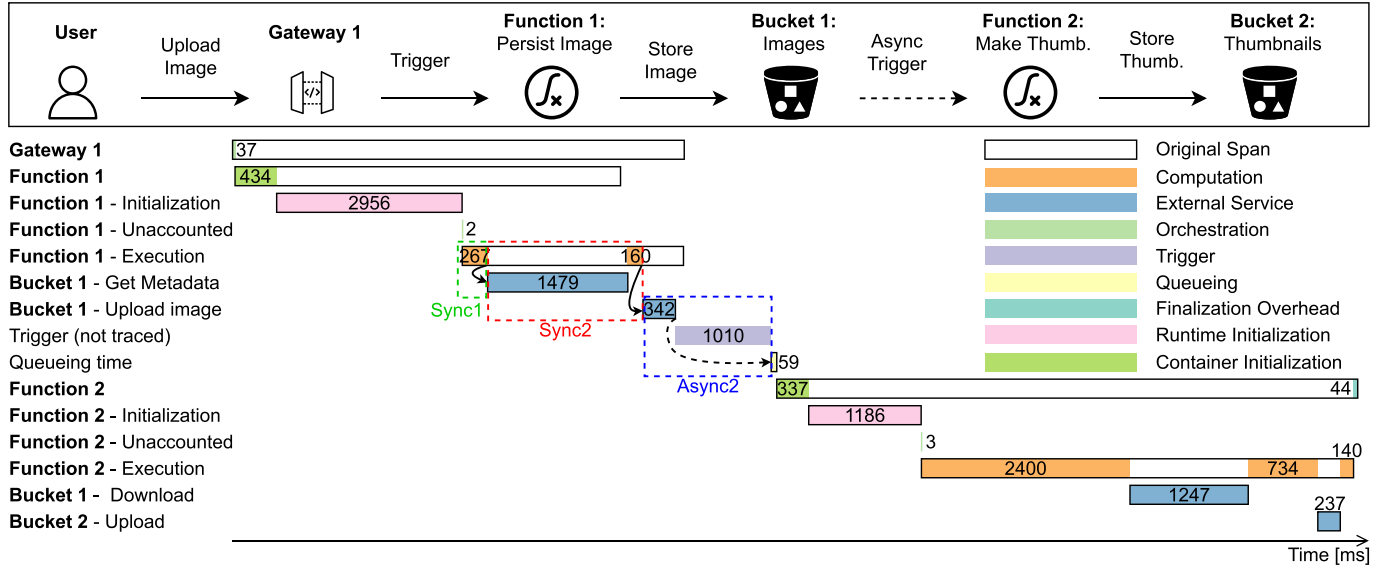 User
Upload
Image
Gateway 1
Trigger
Function 1:
Persist Image
Store
Image
Bucket 1:
Images
Async
Trigger
Function 2:
Make Thumb.
Store
Thumb.
Bucket 2:
Thumbnails
Gateway 1
37
Function 1
434
Function 1 - Initialization
2956
Function 1 - Unaccounted
2
Function 1 - Execution
267
160
Bucket 1 - Get Metadata
1479
Sync1
Bucket 1 - Upload image
342
Sync2
Trigger (not traced)
1010
Queueing time
59
Async2
Function 2
337
44
Function 2 - Initialization
1186
Function 2 - Unaccounted
3
Function 2 - Execution
2400
734
140
Bucket 1 - Download
1247
Bucket 2 - Upload
237
Time [ms]
Original Span
Computation
External Service
Orchestration
Trigger
Queueing
Finalization Overhead
Runtime Initialization
Container Initialization